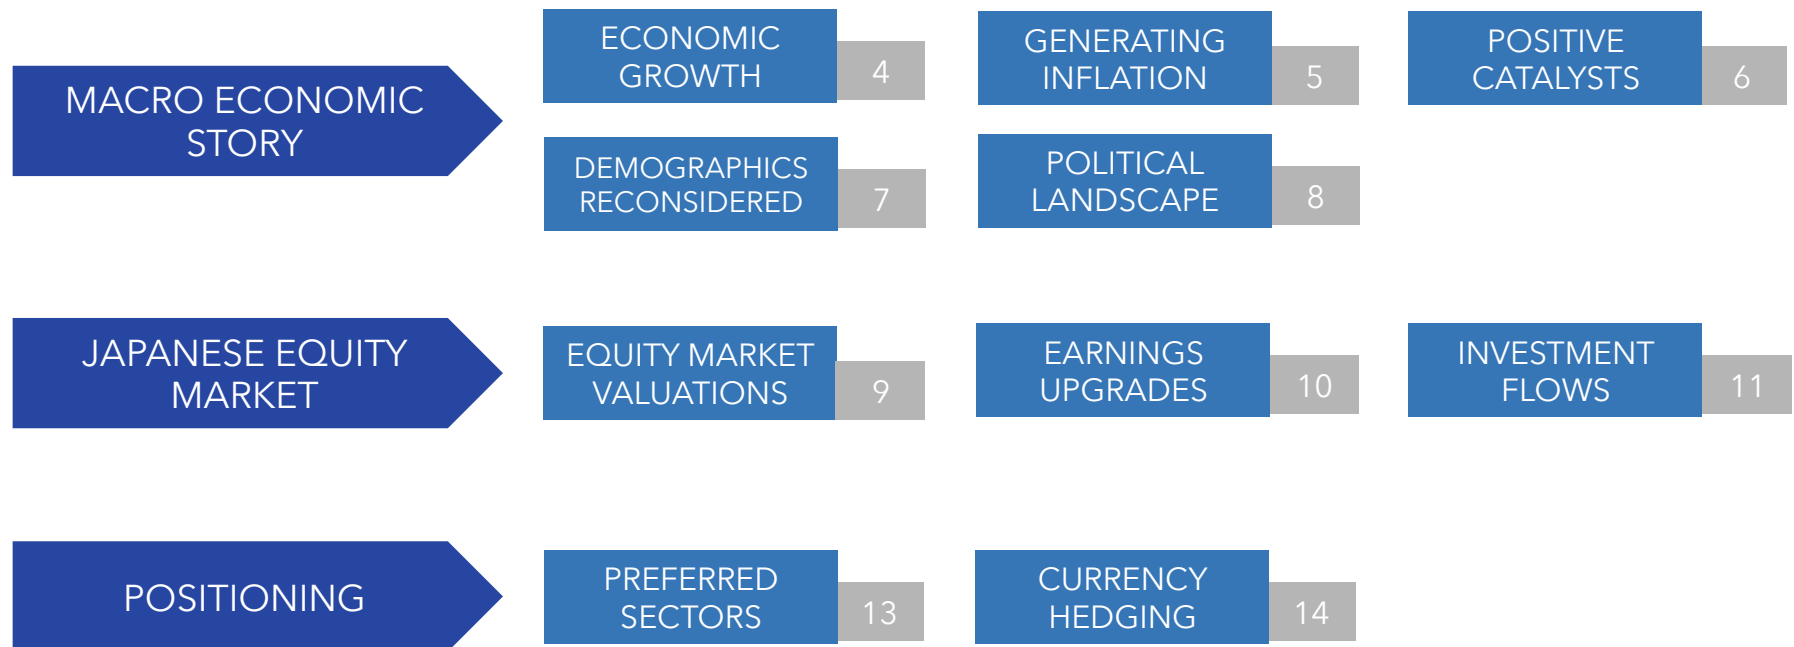 MACRO ECONOMIC
STORY
ECONOMIC
GROWTH
4
GENERATING
INFLATION
5
POSITIVE
CATALYSTS
6
DEMOGRAPHICS
RECONSIDERED
7
POLITICAL
LANDSCAPE
8
JAPANESE EQUITY
MARKET
EQUITY MARKET
VALUATIONS
9
EARNINGS
UPGRADES
10
INVESTMENT
FLOWS
11
POSITIONING
PREFERRED
SECTORS
13
CURRENCY
HEDGING
14